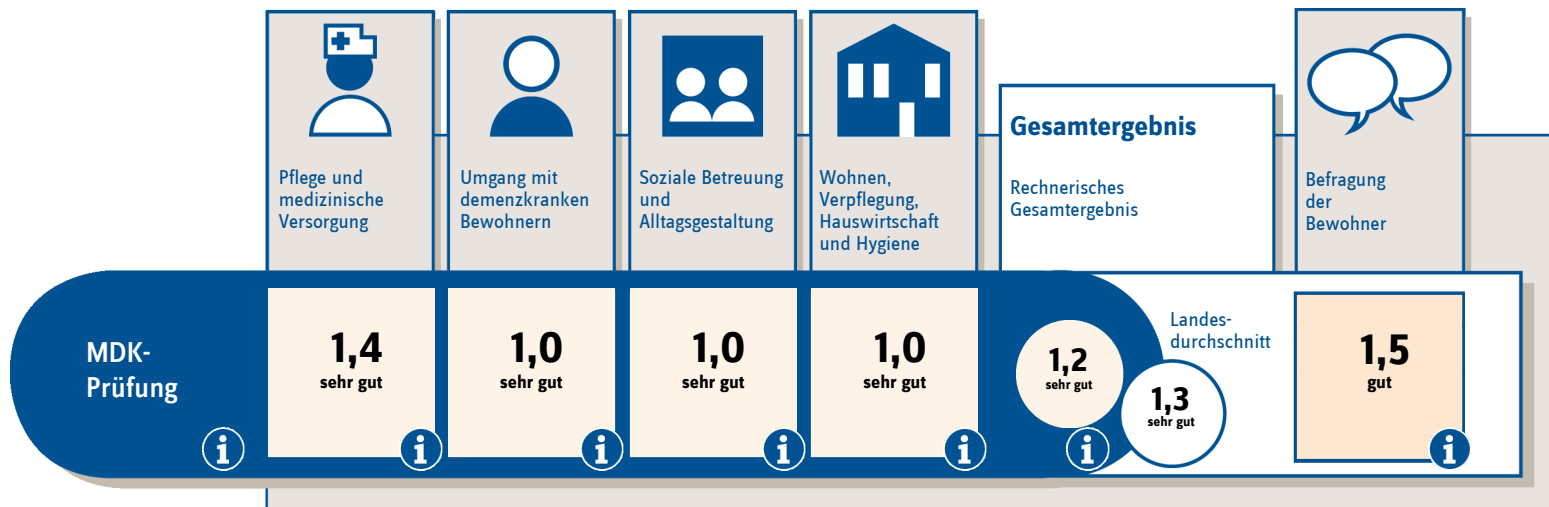 Pflege und
medizinische
Versorgung
Umgang mit
demenzkranken
Bewohnern
Soziale Betreuung
und
Alltagsgestaltung
Wohnen,
Verpflegung,
Hauswirtschaft
und Hygiene
Gesamtergebnis
Rechnerisches
Gesamtergebnis
Befragung
der
Bewohner
MDK-
Prüfung
i
1,4
sehr gut
i
1,0
sehr gut
i
1,0
sehr gut
i
1,0
sehr gut
i
1,2
sehr gut
i
Landes-
durchschnitt
1,3
sehr gut
1,5
gut
i